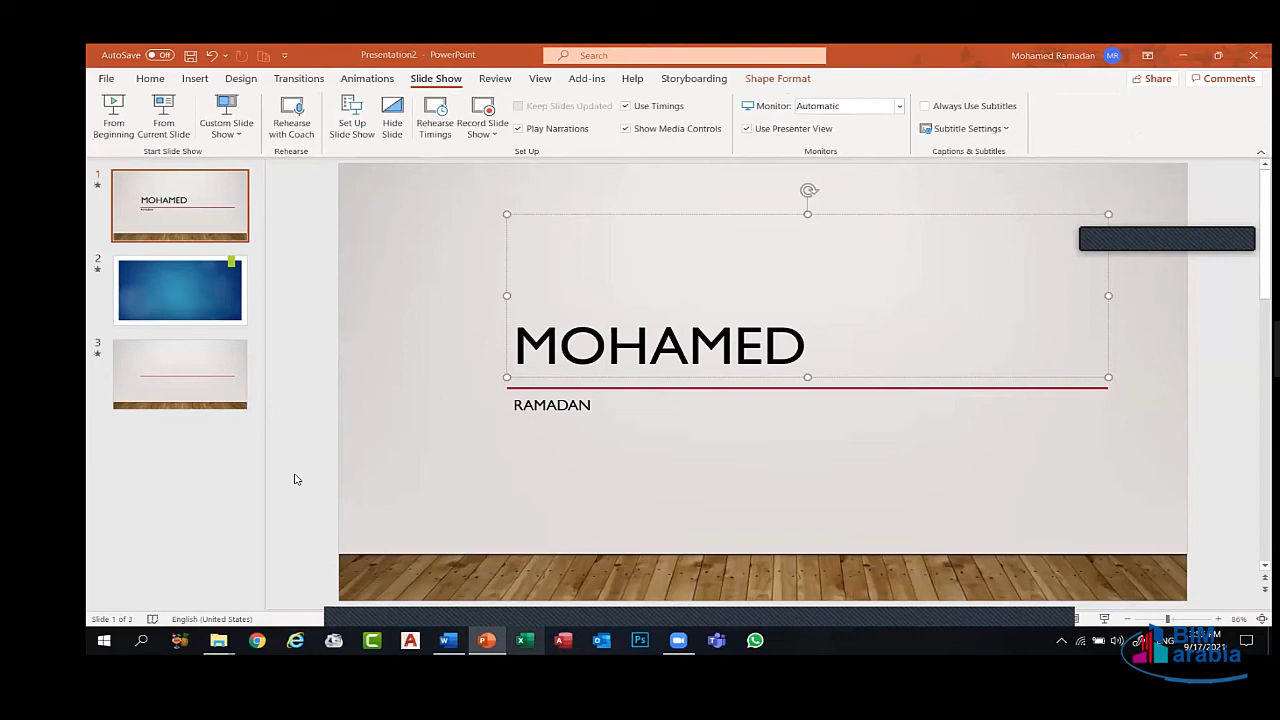 AutoSave Off Presentation2 - PowerPoint Search Mohamed Ramadan MR
File Home Insert Design Transitions Animations Slide Show Review View Add-ins Help Storyboarding Shape Format Share Comments
From Beginning
From Current Slide
Custom Slide Show
Start Slide Show
Rehearse with Coach
Rehearse
Set Up Slide Show
Hide Slide
Rehearse Timings
Record Slide Show
Keep Slides Updated
Play Narrations
Use Timings
Show Media Controls
Set Up
Monitor: Automatic
Use Presenter View
Monitors
Always Use Subtitles
Subtitle Settings
Captions & Subtitles
1
MOHAMED
2
3
MOHAMED
RAMADAN
Slide 1 of 3 English (United States) 86%
9/17/2021
BIM
arabia